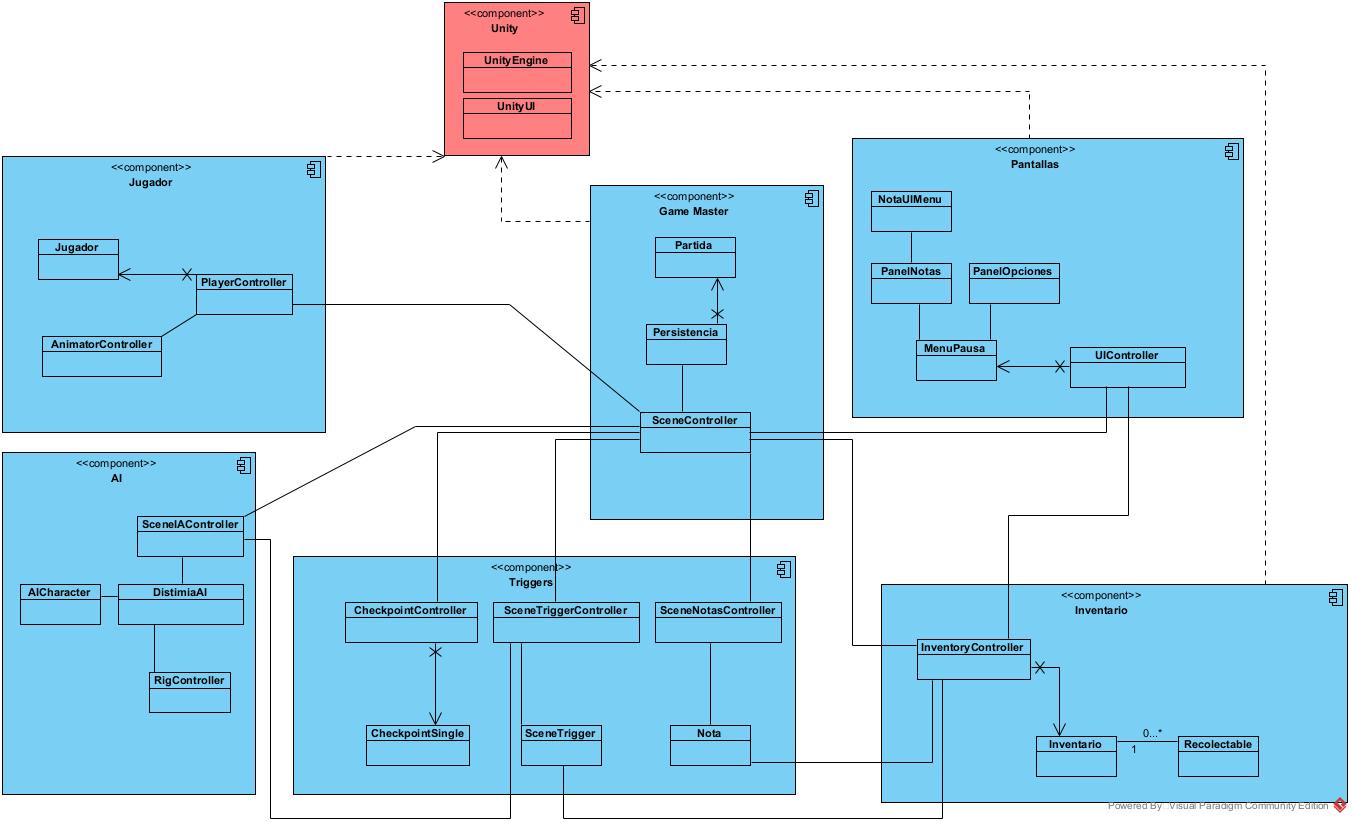 <<component>>
Unity
UnityEngine
UnityUI
<<component>>
Jugador
Jugador
PlayerController
AnimatorController
<<component>>
Game Master
Partida
Persistencia
SceneController
<<component>>
Pantallas
NotaUIMenu
PanelNotas
PanelOpciones
MenuPausa
UIController
<<component>>
AI
SceneIAController
AICharacter
DistimiaAI
RigController
<<component>>
Triggers
CheckpointController
SceneTriggerController
SceneNotasController
CheckpointSingle
SceneTrigger
Nota
<<component>>
Inventario
InventoryController
Inventario
0...*
1
Recolectable
Powered By Visual Paradigm Community Edition